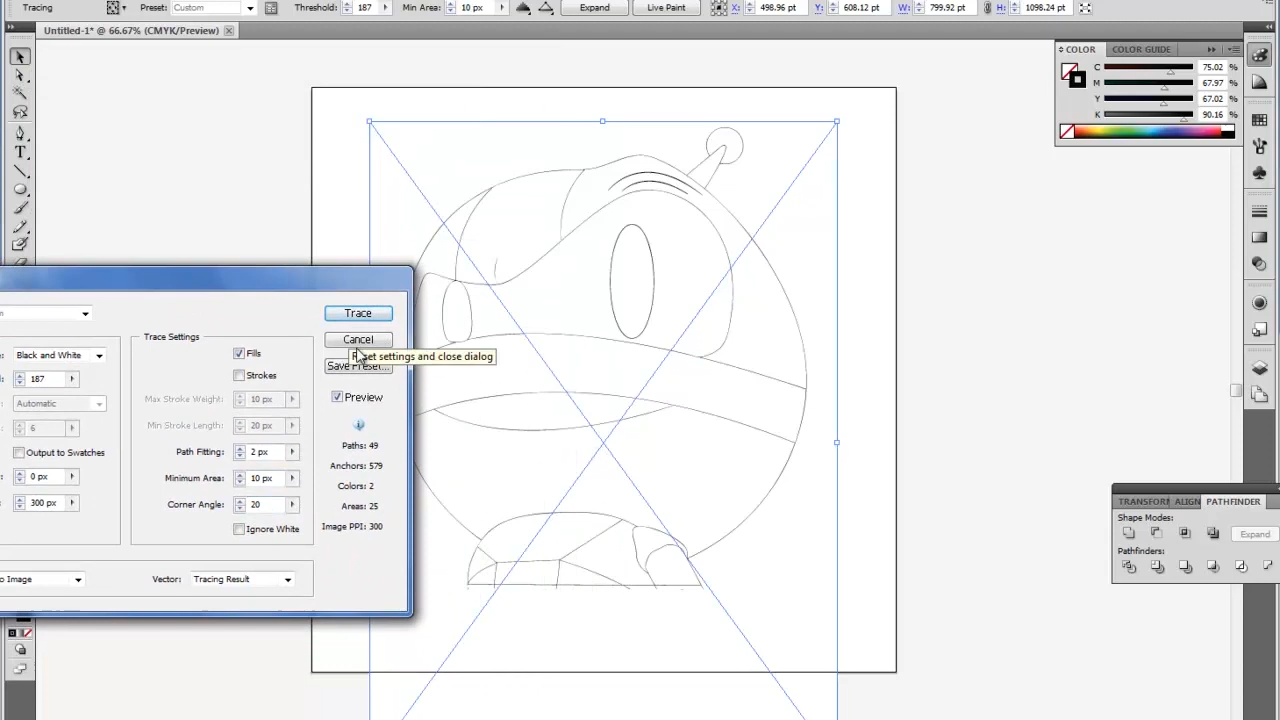 Tracing Preset: Custom Threshold: 187 Min Area: 10 px Expand Live Paint X: 498.96 pt Y: 608.12 pt W: 799.92 pt H: 1098.24 pt
Untitled-1* @ 66.67% (CMYK/Preview)
COLOR COLOR GUIDE
C 75.02 %
M 67.97 %
Y 67.02 %
K 90.16 %
Trace
Trace Settings
Cancel
Black and White
Fills
set settings and close dialog
Save Preset...
Strokes
187
Preview
Max Stroke Weight: 10 px
Automatic
Min Stroke Length: 20 px
6
Paths: 49
Output to Swatches
Path Fitting: 2 px
Anchors: 579
0 px
Minimum Area: 10 px
Colors: 2
300 px
Corner Angle: 20
Areas: 25
Ignore White
Image PPI: 300
o Image
Vector: Tracing Result
TRANSFORM ALIGN PATHFINDER
Shape Modes:
Expand
Pathfinders: